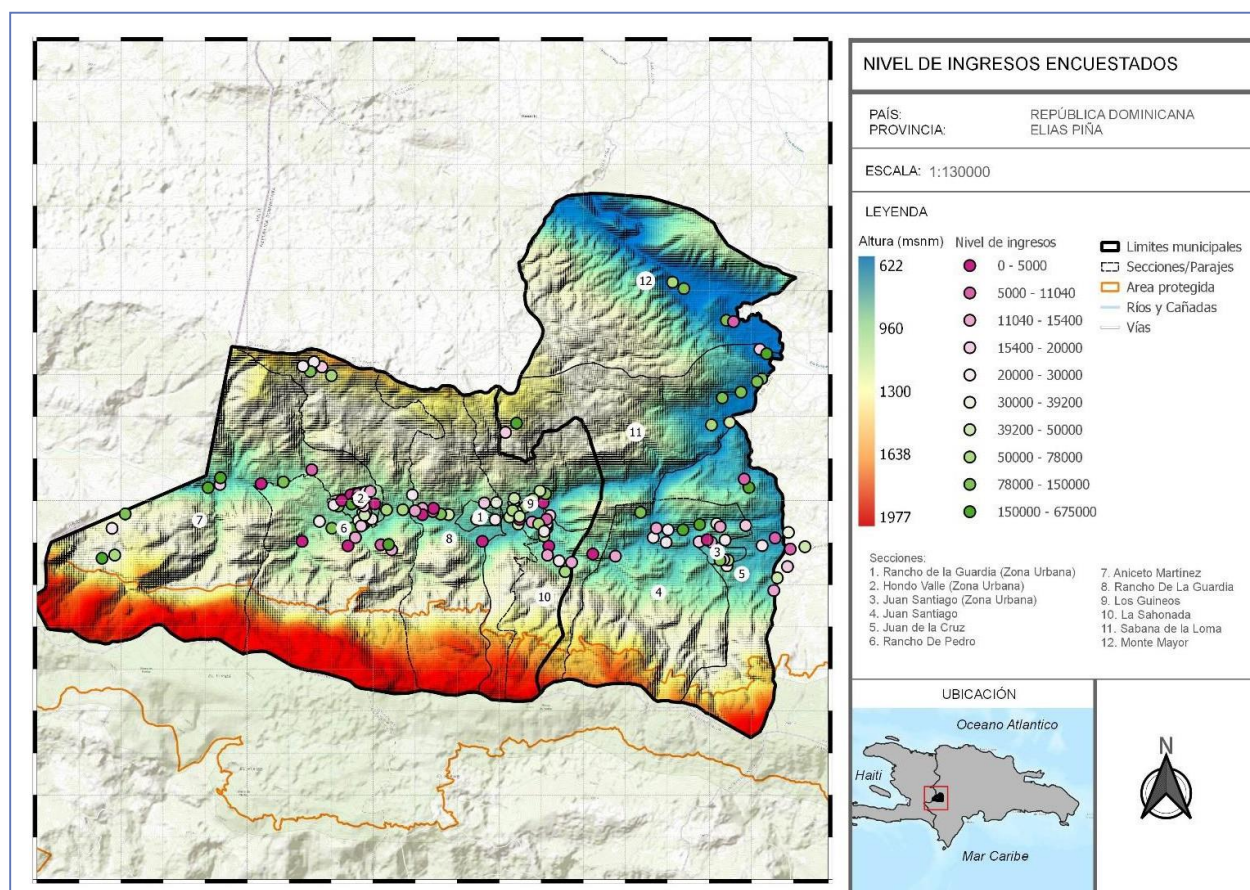 NIVEL DE INGRESOS ENCUESTADOS
PAÍS: REPÚBLICA DOMINICANA
PROVINCIA: ELIAS PIÑA
ESCALA: 1:130000
LEYENDA
Altura (msnm)
622
960
1300
1638
1977
Nivel de ingresos
0 - 5000
5000 - 11040
11040 - 15400
15400 - 20000
20000 - 30000
30000 - 39200
39200 - 50000
50000 - 78000
78000 - 150000
150000 - 675000
Limites municipales
Secciones/Parajes
Area protegida
Ríos y Cañadas
Vías
Secciones:
1. Rancho de la Guardia (Zona Urbana)
2. Hondo Valle (Zona Urbana)
3. Juan Santiago (Zona Urbana)
4. Juan Santiago
5. Juan de la Cruz
6. Rancho De Pedro
7. Aniceto Martinez
8. Rancho De La Guardia
9. Los Guineos
10. La Sahonada
11. Sabana de la Loma
12. Monte Mayor
UBICACIÓN
Oceano Atlantico
Haiti
Mar Caribe
N
12
11
2
9
1
7
6
8
3
5
4
10